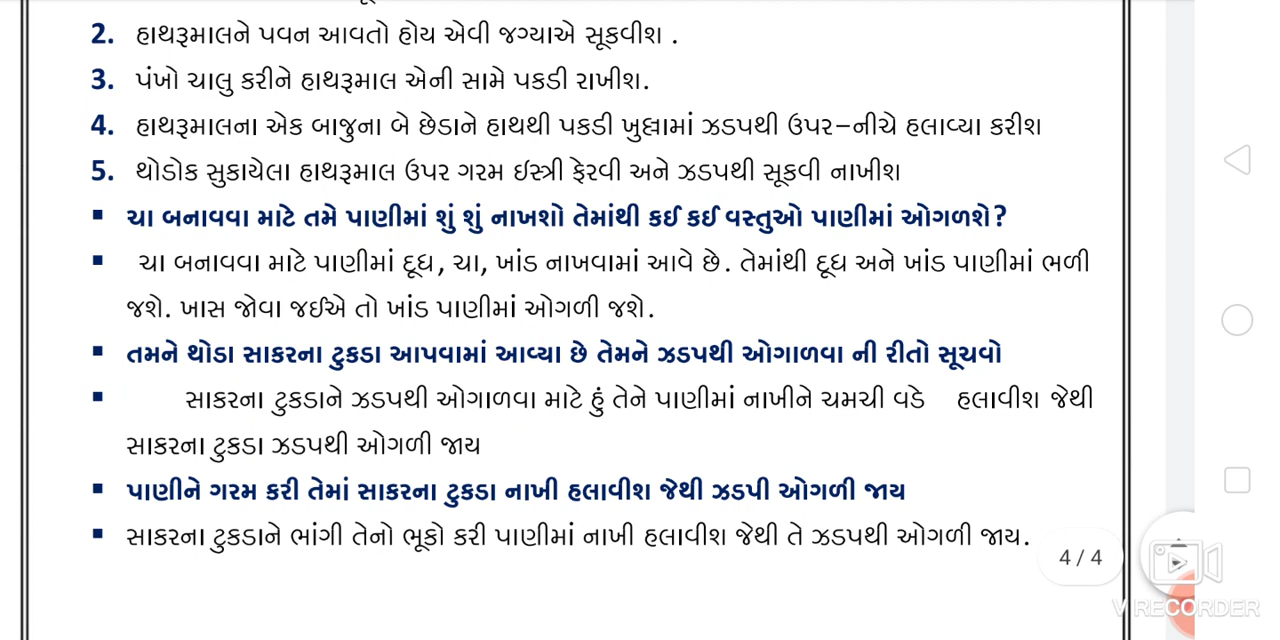 2. હાથરૂમાલને પવન આવતો હોય એવી જગ્યાએ સૂકવીશ .
3. પંખો ચાલુ કરીને હાથરૂમાલ એની સામે પકડી રાખીશ.
4. હાથરૂમાલના એક બાજુના બે છેડાને હાથથી પકડી ખુલ્લામાં ઝડપથી ઉપર–નીચે હલાવ્યા કરીશ
5. થોડોક સુકાયેલા હાથરૂમાલ ઉપર ગરમ ઇસ્ત્રી ફેરવી અને ઝડપથી સૂકવી નાખીશ
▪ ચા બનાવવા માટે તમે પાણીમાં શું શું નાખશો તેમાંથી કઈ કઈ વસ્તુઓ પાણીમાં ઓગળશે?
▪ ચા બનાવવા માટે પાણીમાં દૂધ, ચા, ખાંડ નાખવામાં આવે છે. તેમાંથી દૂધ અને ખાંડ પાણીમાં ભળી
જશે. ખાસ જોવા જઈએ તો ખાંડ પાણીમાં ઓગળી જશે.
▪ તમને થોડા સાકરના ટુકડા આપવામાં આવ્યા છે તેમને ઝડપથી ઓગાળવા ની રીતો સૂચવો
▪ સાકરના ટુકડાને ઝડપથી ઓગાળવા માટે હું તેને પાણીમાં નાખીને ચમચી વડે હલાવીશ જેથી
સાકરના ટુકડા ઝડપથી ઓગળી જાય
▪ પાણીને ગરમ કરી તેમાં સાકરના ટુકડા નાખી હલાવીશ જેથી ઝડપી ઓગળી જાય
▪ સાકરના ટુકડાને ભાંગી તેનો ભૂકો કરી પાણીમાં નાખી હલાવીશ જેથી તે ઝડપથી ઓગળી જાય.
4 / 4
V RECORDER